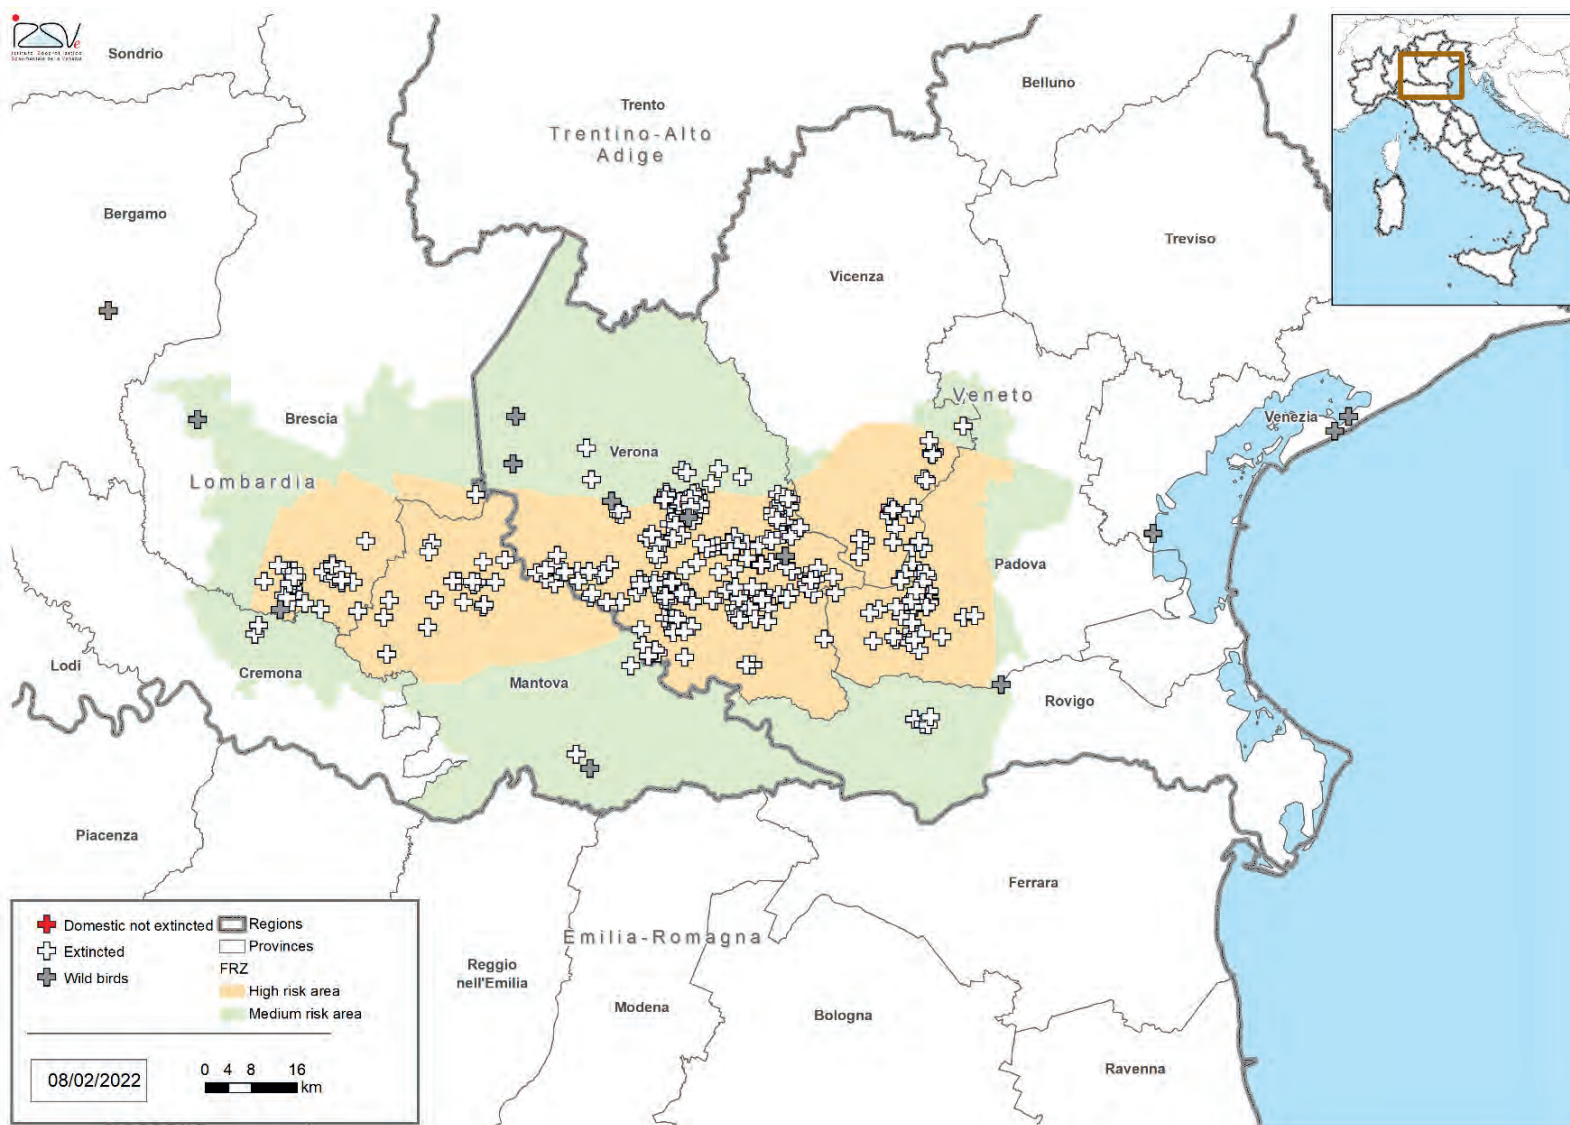 IZSVe
Sondrio
Belluno
Trento
Trentino-Alto
Adige
Bergamo
Treviso
Vicenza
Veneto
Brescia
Venezia
Verona
Lombardia
Padova
Lodi
Cremona
Mantova
Rovigo
Piacenza
Ferrara
Emilia-Romagna
Reggio
nell'Emilia
Modena
Bologna
Ravenna
Domestic not extincted
Extincted
Wild birds
Regions
Provinces
FRZ
High risk area
Medium risk area
08/02/2022
0 4 8 16
km